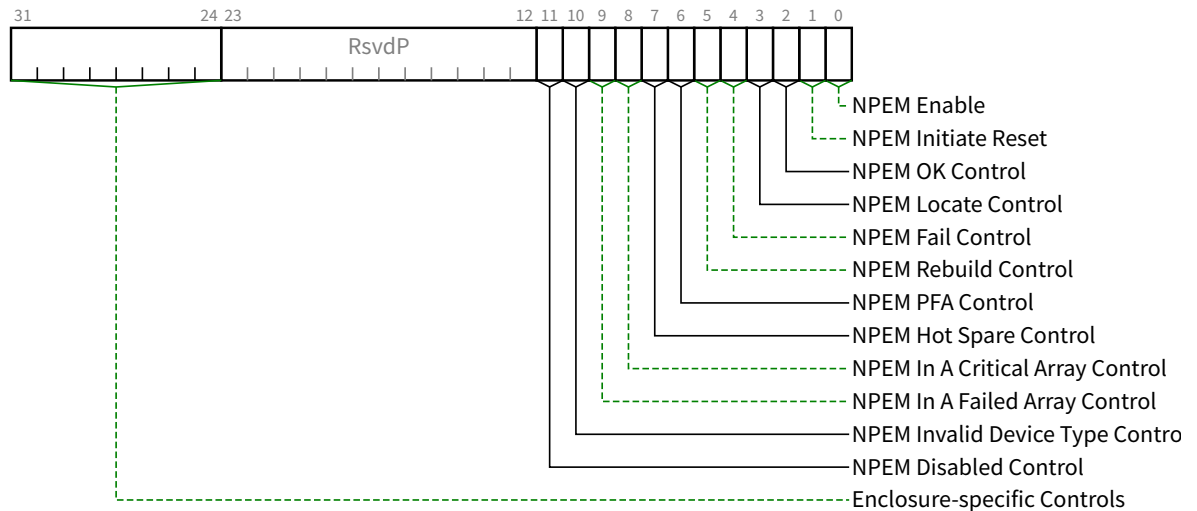 31 24 23 12 11 10 9 8 7 6 5 4 3 2 1 0
RsvdP
NPEM Enable
NPEM Initiate Reset
NPEM OK Control
NPEM Locate Control
NPEM Fail Control
NPEM Rebuild Control
NPEM PFA Control
NPEM Hot Spare Control
NPEM In A Critical Array Control
NPEM In A Failed Array Control
NPEM Invalid Device Type Contro
NPEM Disabled Control
Enclosure-specific Controls